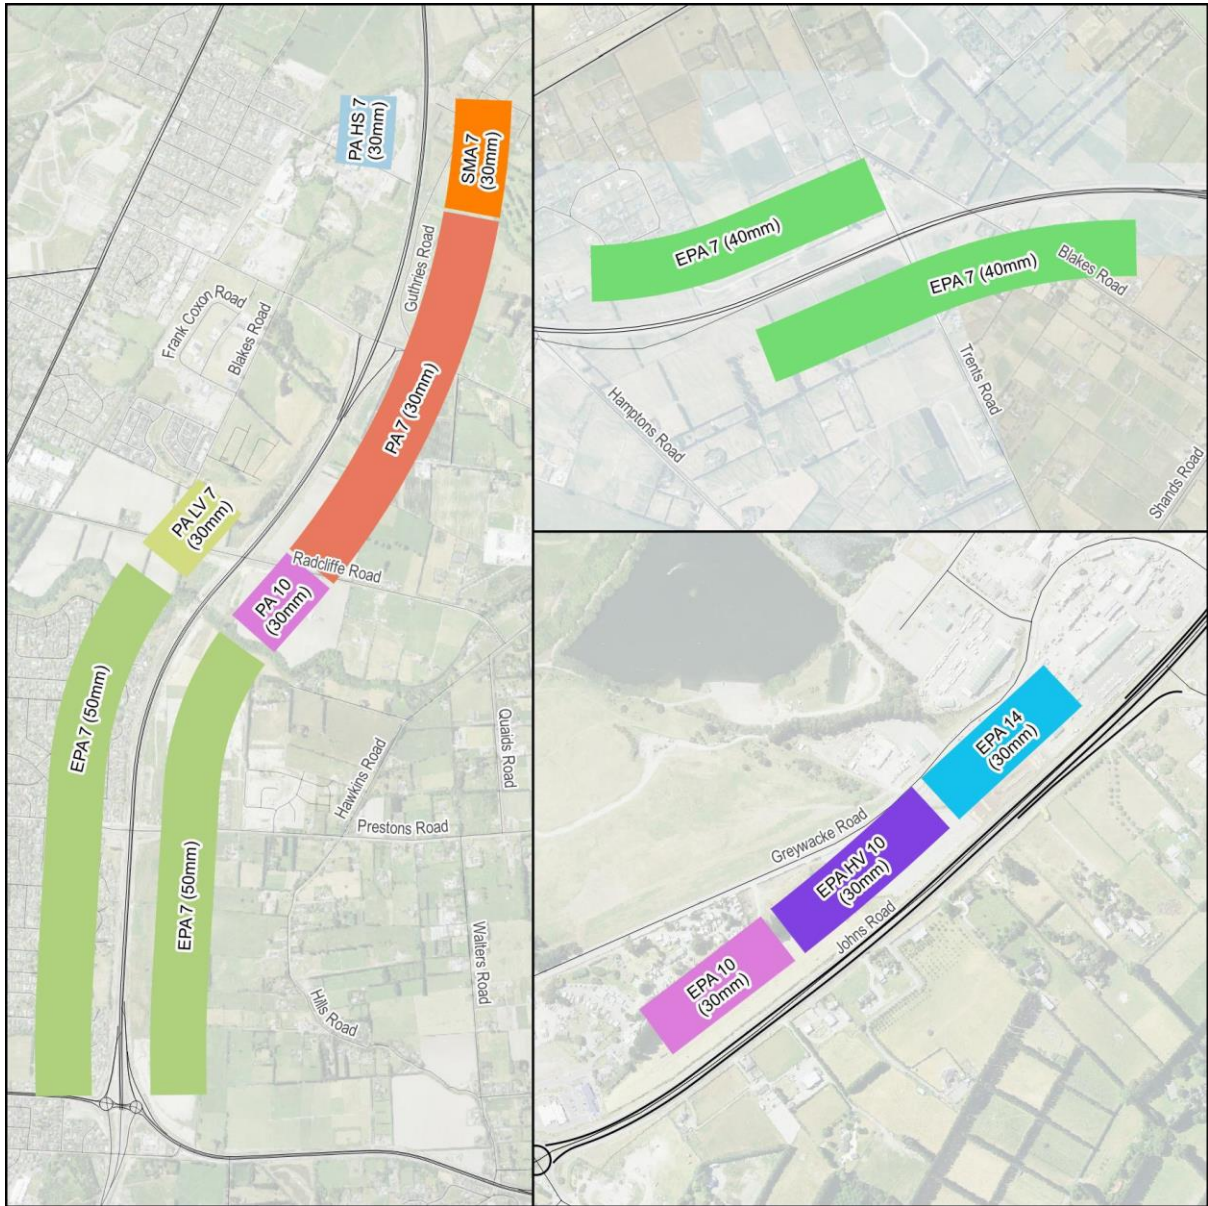 PA HS 7
(30mm)
SMA 7
(30mm)
Guthries Road
Frank Coxon Road
Blakes Road
PA 7 (30mm)
PA LV 7
(30mm)
Radcliffe Road
PA 10
(30mm)
EPA 7 (50mm)
Quaids Road
Hawkins Road
Prestons Road
EPA 7 (50mm)
Walters Road
Hills Road
EPA 7 (40mm)
EPA 7 (40mm)
Blakes Road
Trents Road
Hamptons Road
Shands Road
EPA 14
(30mm)
Greywacke Road
EPA HV 10
(30mm)
Johns Road
EPA 10
(30mm)